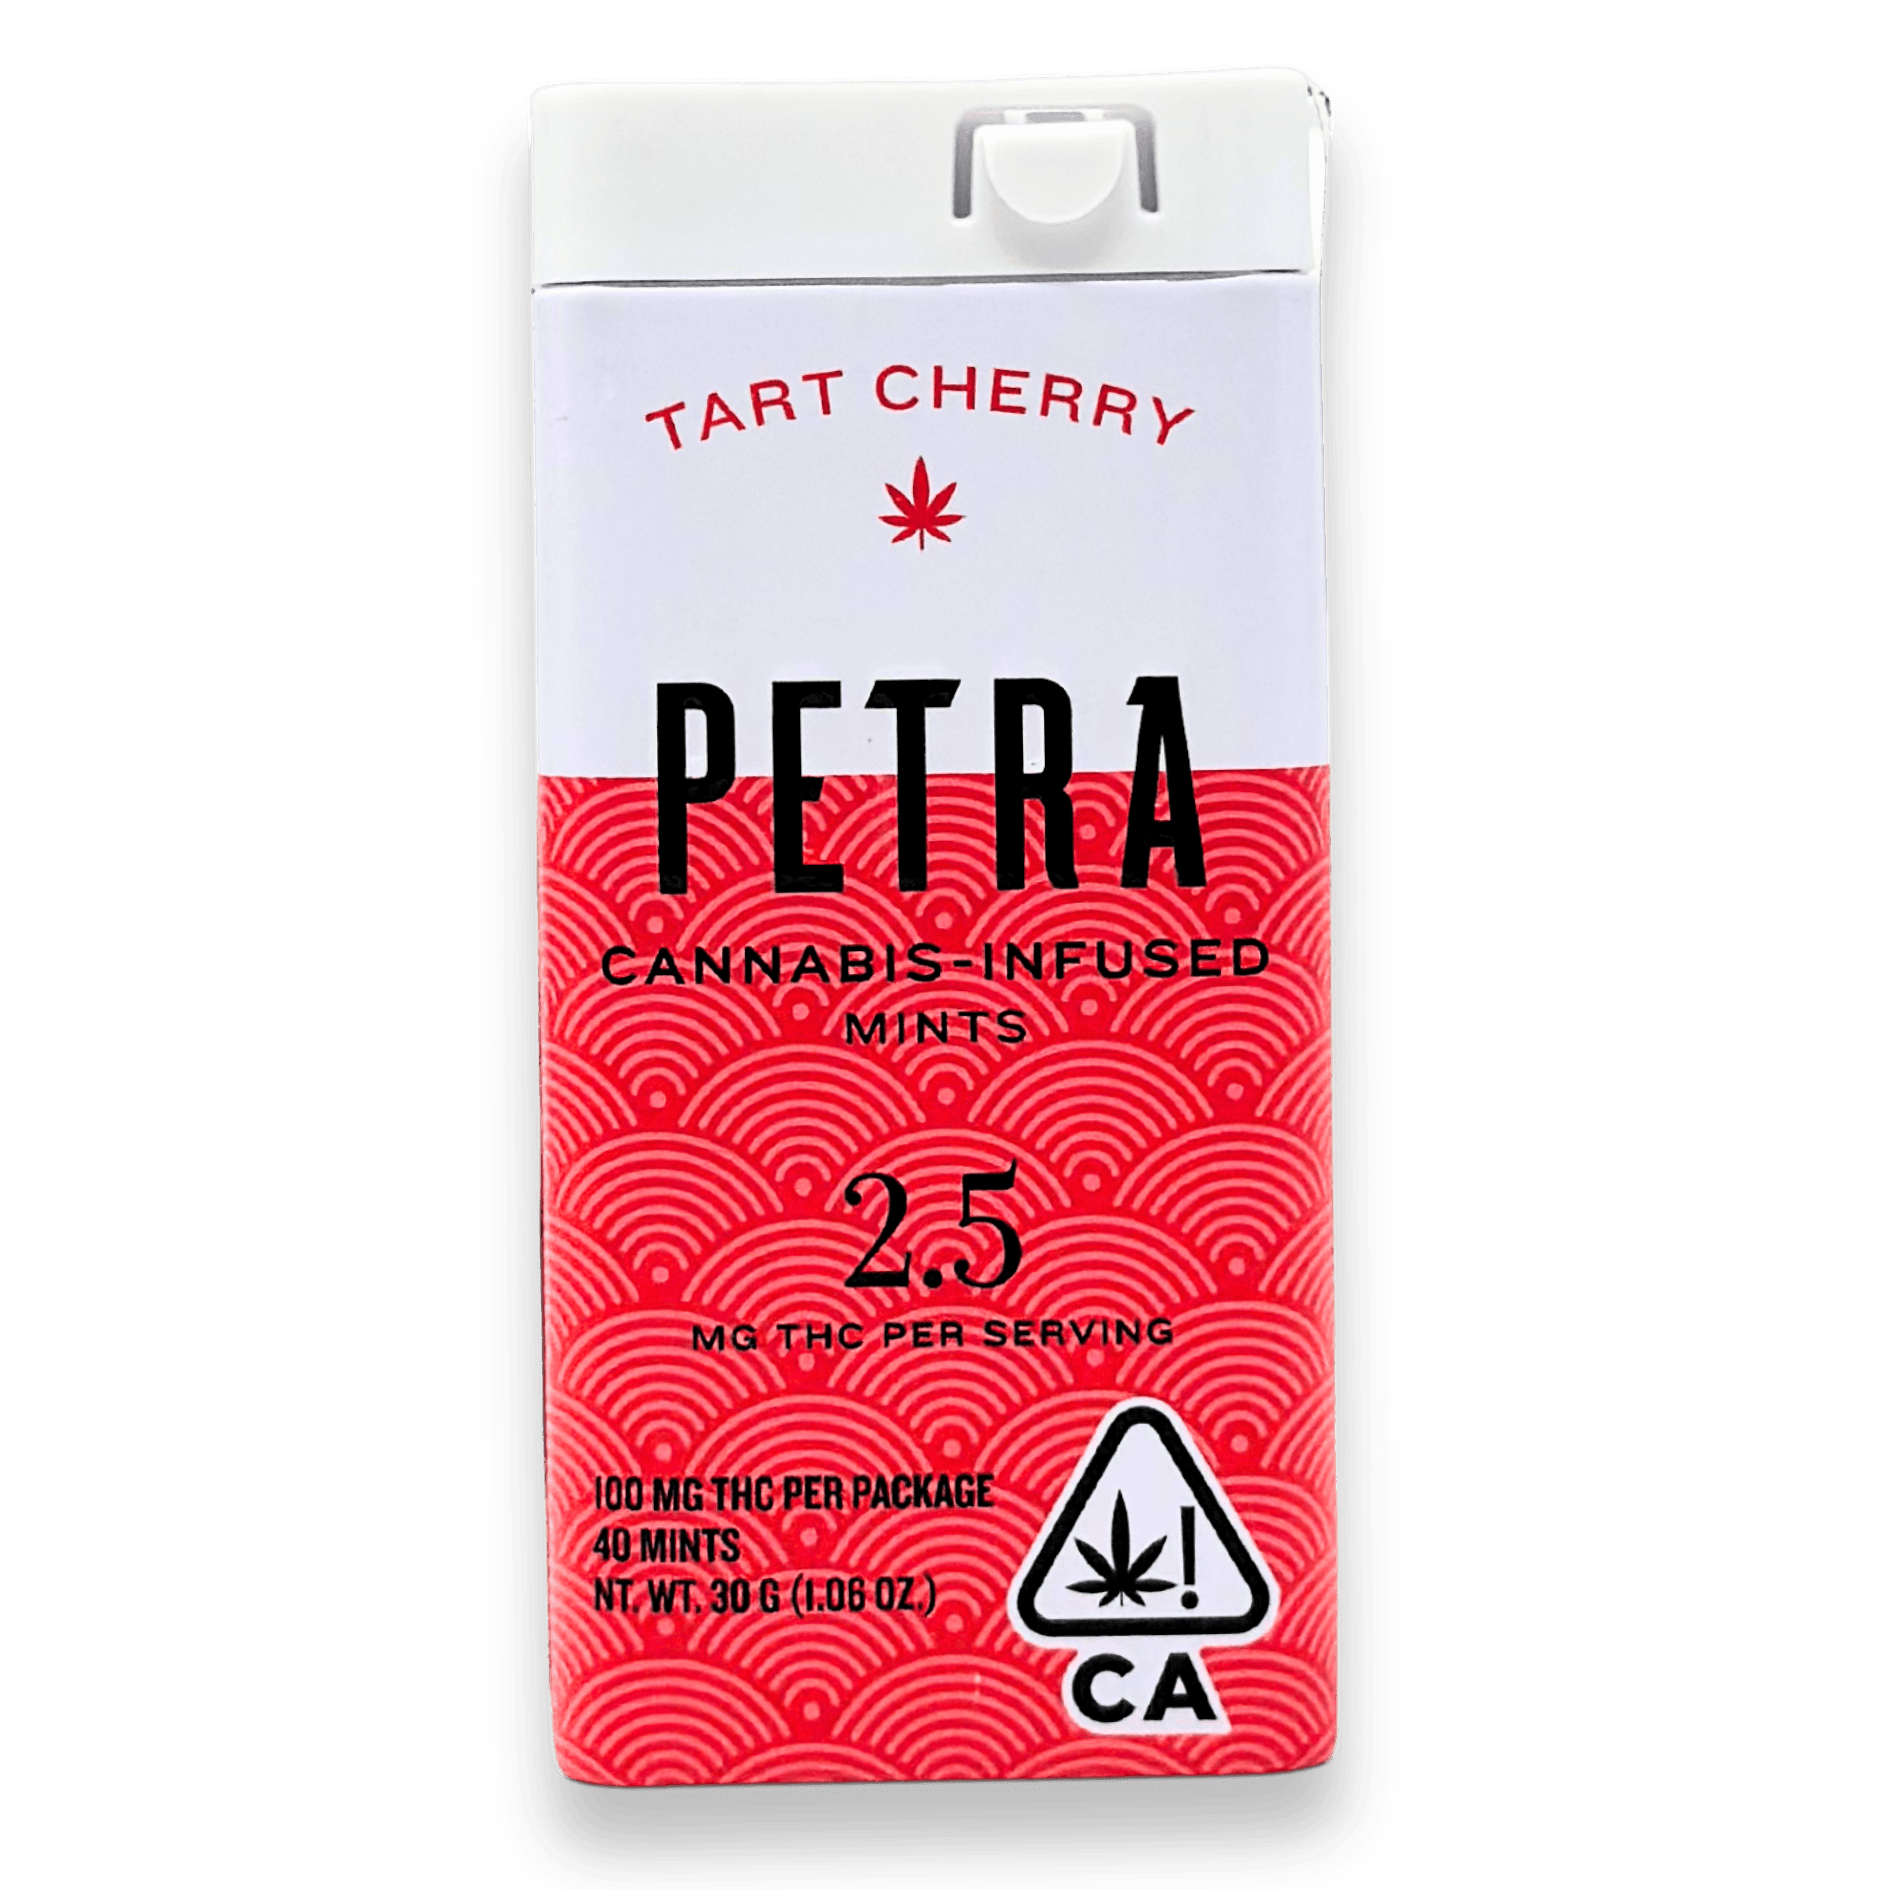 TART CHERRY
PETRA
CANNABIS-INFUSED
MINTS
2.5
MG THC PER SERVING
100 MG THC PER PACKAGE
40 MINTS
NT. WT. 30 G (1.06 OZ.)
!
CA